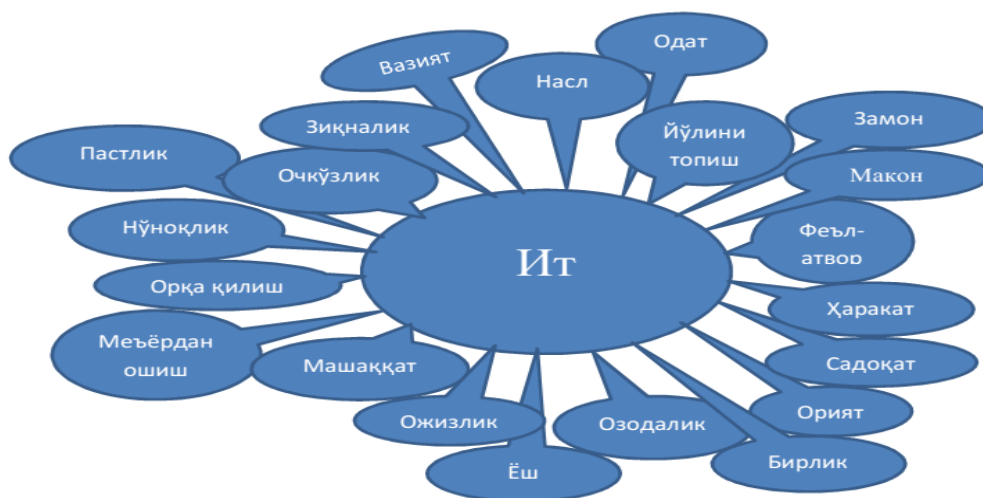 Одат
Вазият
Насл
Замон
Зиқналик
Йўлини
топиш
Пастлик
Очкўзлик
Макон
Нўноқлик
Феъл-
атвор
Ит
Орқа қилиш
Ҳаракат
Меъёрдан
ошиш
Машаққат
Садоқат
Орият
Ожизлик
Озодалик
Бирлик
Ёш